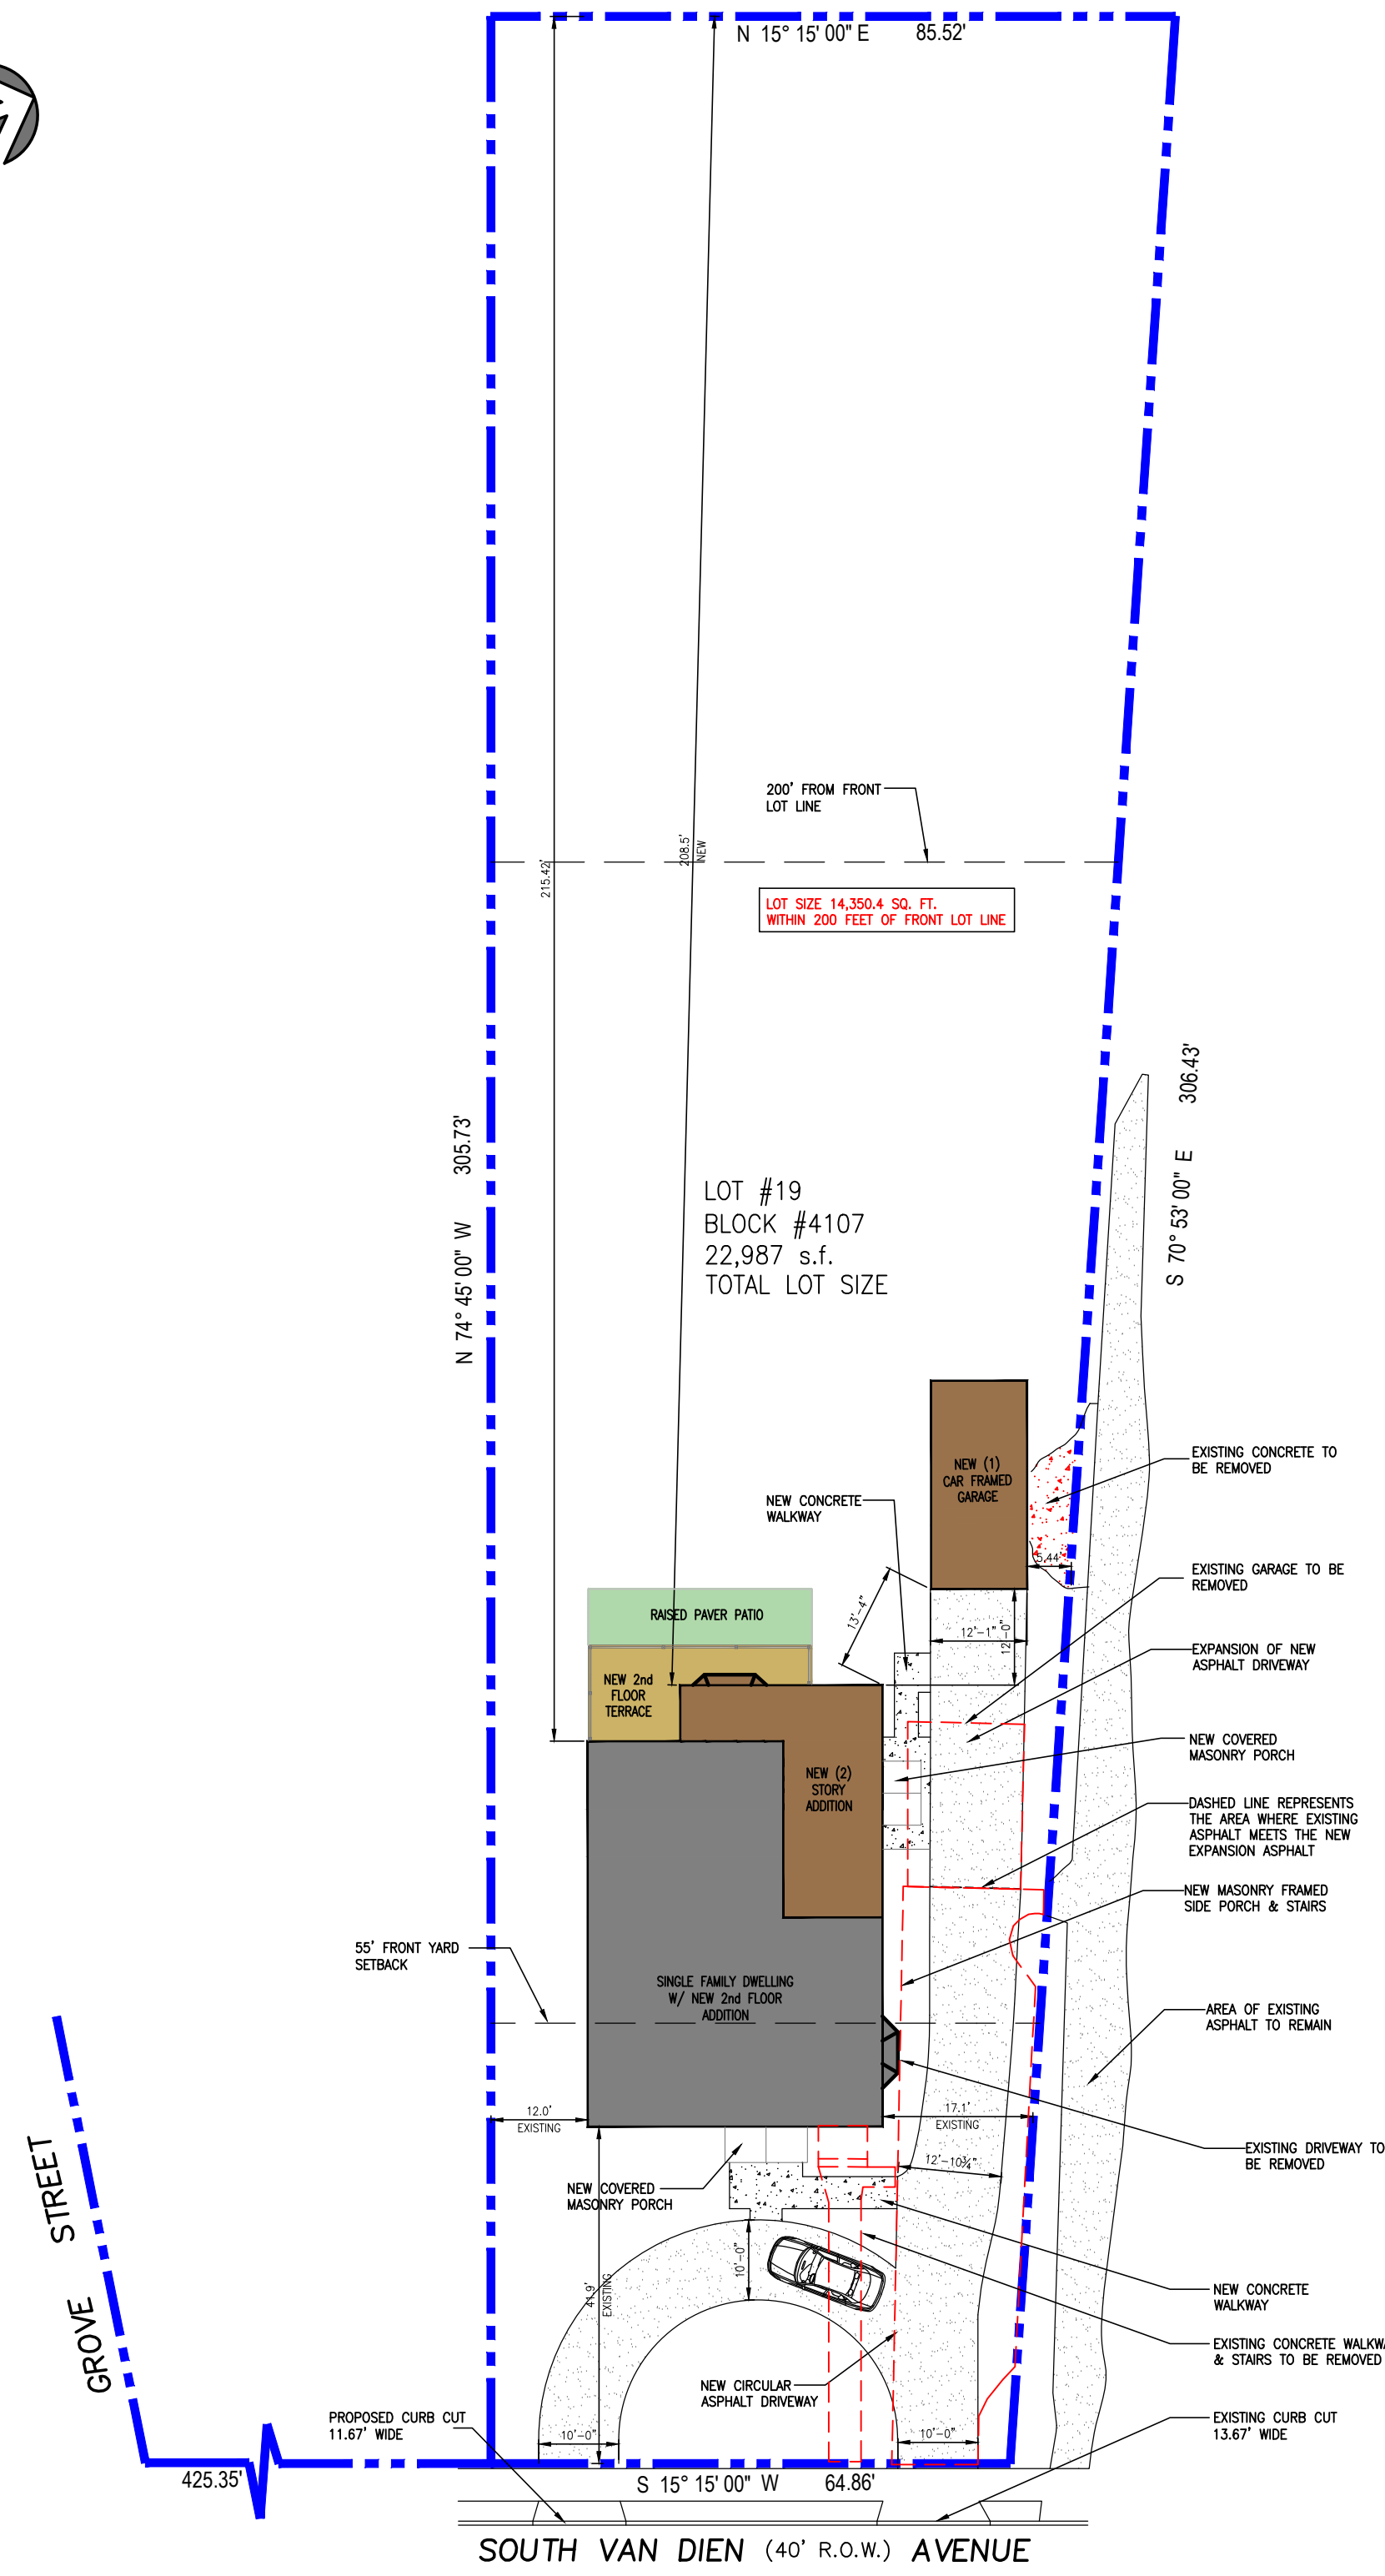 N 15° 15' 00" E 85.52'
200' FROM FRONT
LOT LINE
208.5'
NEW
215.42'
LOT SIZE 14,350.4 SQ. FT.
WITHIN 200 FEET OF FRONT LOT LINE
N 74° 45' 00" W 305.73'
S 70° 53' 00" E 306.43'
LOT #19
BLOCK #4107
22,987 s.f.
TOTAL LOT SIZE
NEW (1)
CAR FRAMED
GARAGE
EXISTING CONCRETE TO
BE REMOVED
NEW CONCRETE
WALKWAY
5.44'
EXISTING GARAGE TO BE
REMOVED
13'-4"
12'-1"
12'-0"
RAISED PAVER PATIO
EXPANSION OF NEW
ASPHALT DRIVEWAY
NEW 2nd
FLOOR
TERRACE
NEW COVERED
MASONRY PORCH
NEW (2)
STORY
ADDITION
DASHED LINE REPRESENTS
THE AREA WHERE EXISTING
ASPHALT MEETS THE NEW
EXPANSION ASPHALT
NEW MASONRY FRAMED
SIDE PORCH & STAIRS
55' FRONT YARD
SETBACK
SINGLE FAMILY DWELLING
W/ NEW 2nd FLOOR
ADDITION
AREA OF EXISTING
ASPHALT TO REMAIN
12.0'
EXISTING
17.1'
EXISTING
EXISTING DRIVEWAY TO
BE REMOVED
12'-10¾"
NEW COVERED
MASONRY PORCH
10'-0"
41.9'
EXISTING
NEW CONCRETE
WALKWAY
EXISTING CONCRETE WALKW
& STAIRS TO BE REMOVED
NEW CIRCULAR
ASPHALT DRIVEWAY
GROVE STREET
PROPOSED CURB CUT
11.67' WIDE
10'-0"
10'-0"
EXISTING CURB CUT
13.67' WIDE
425.35'
S 15° 15' 00" W 64.86'
SOUTH VAN DIEN (40' R.O.W.) AVENUE